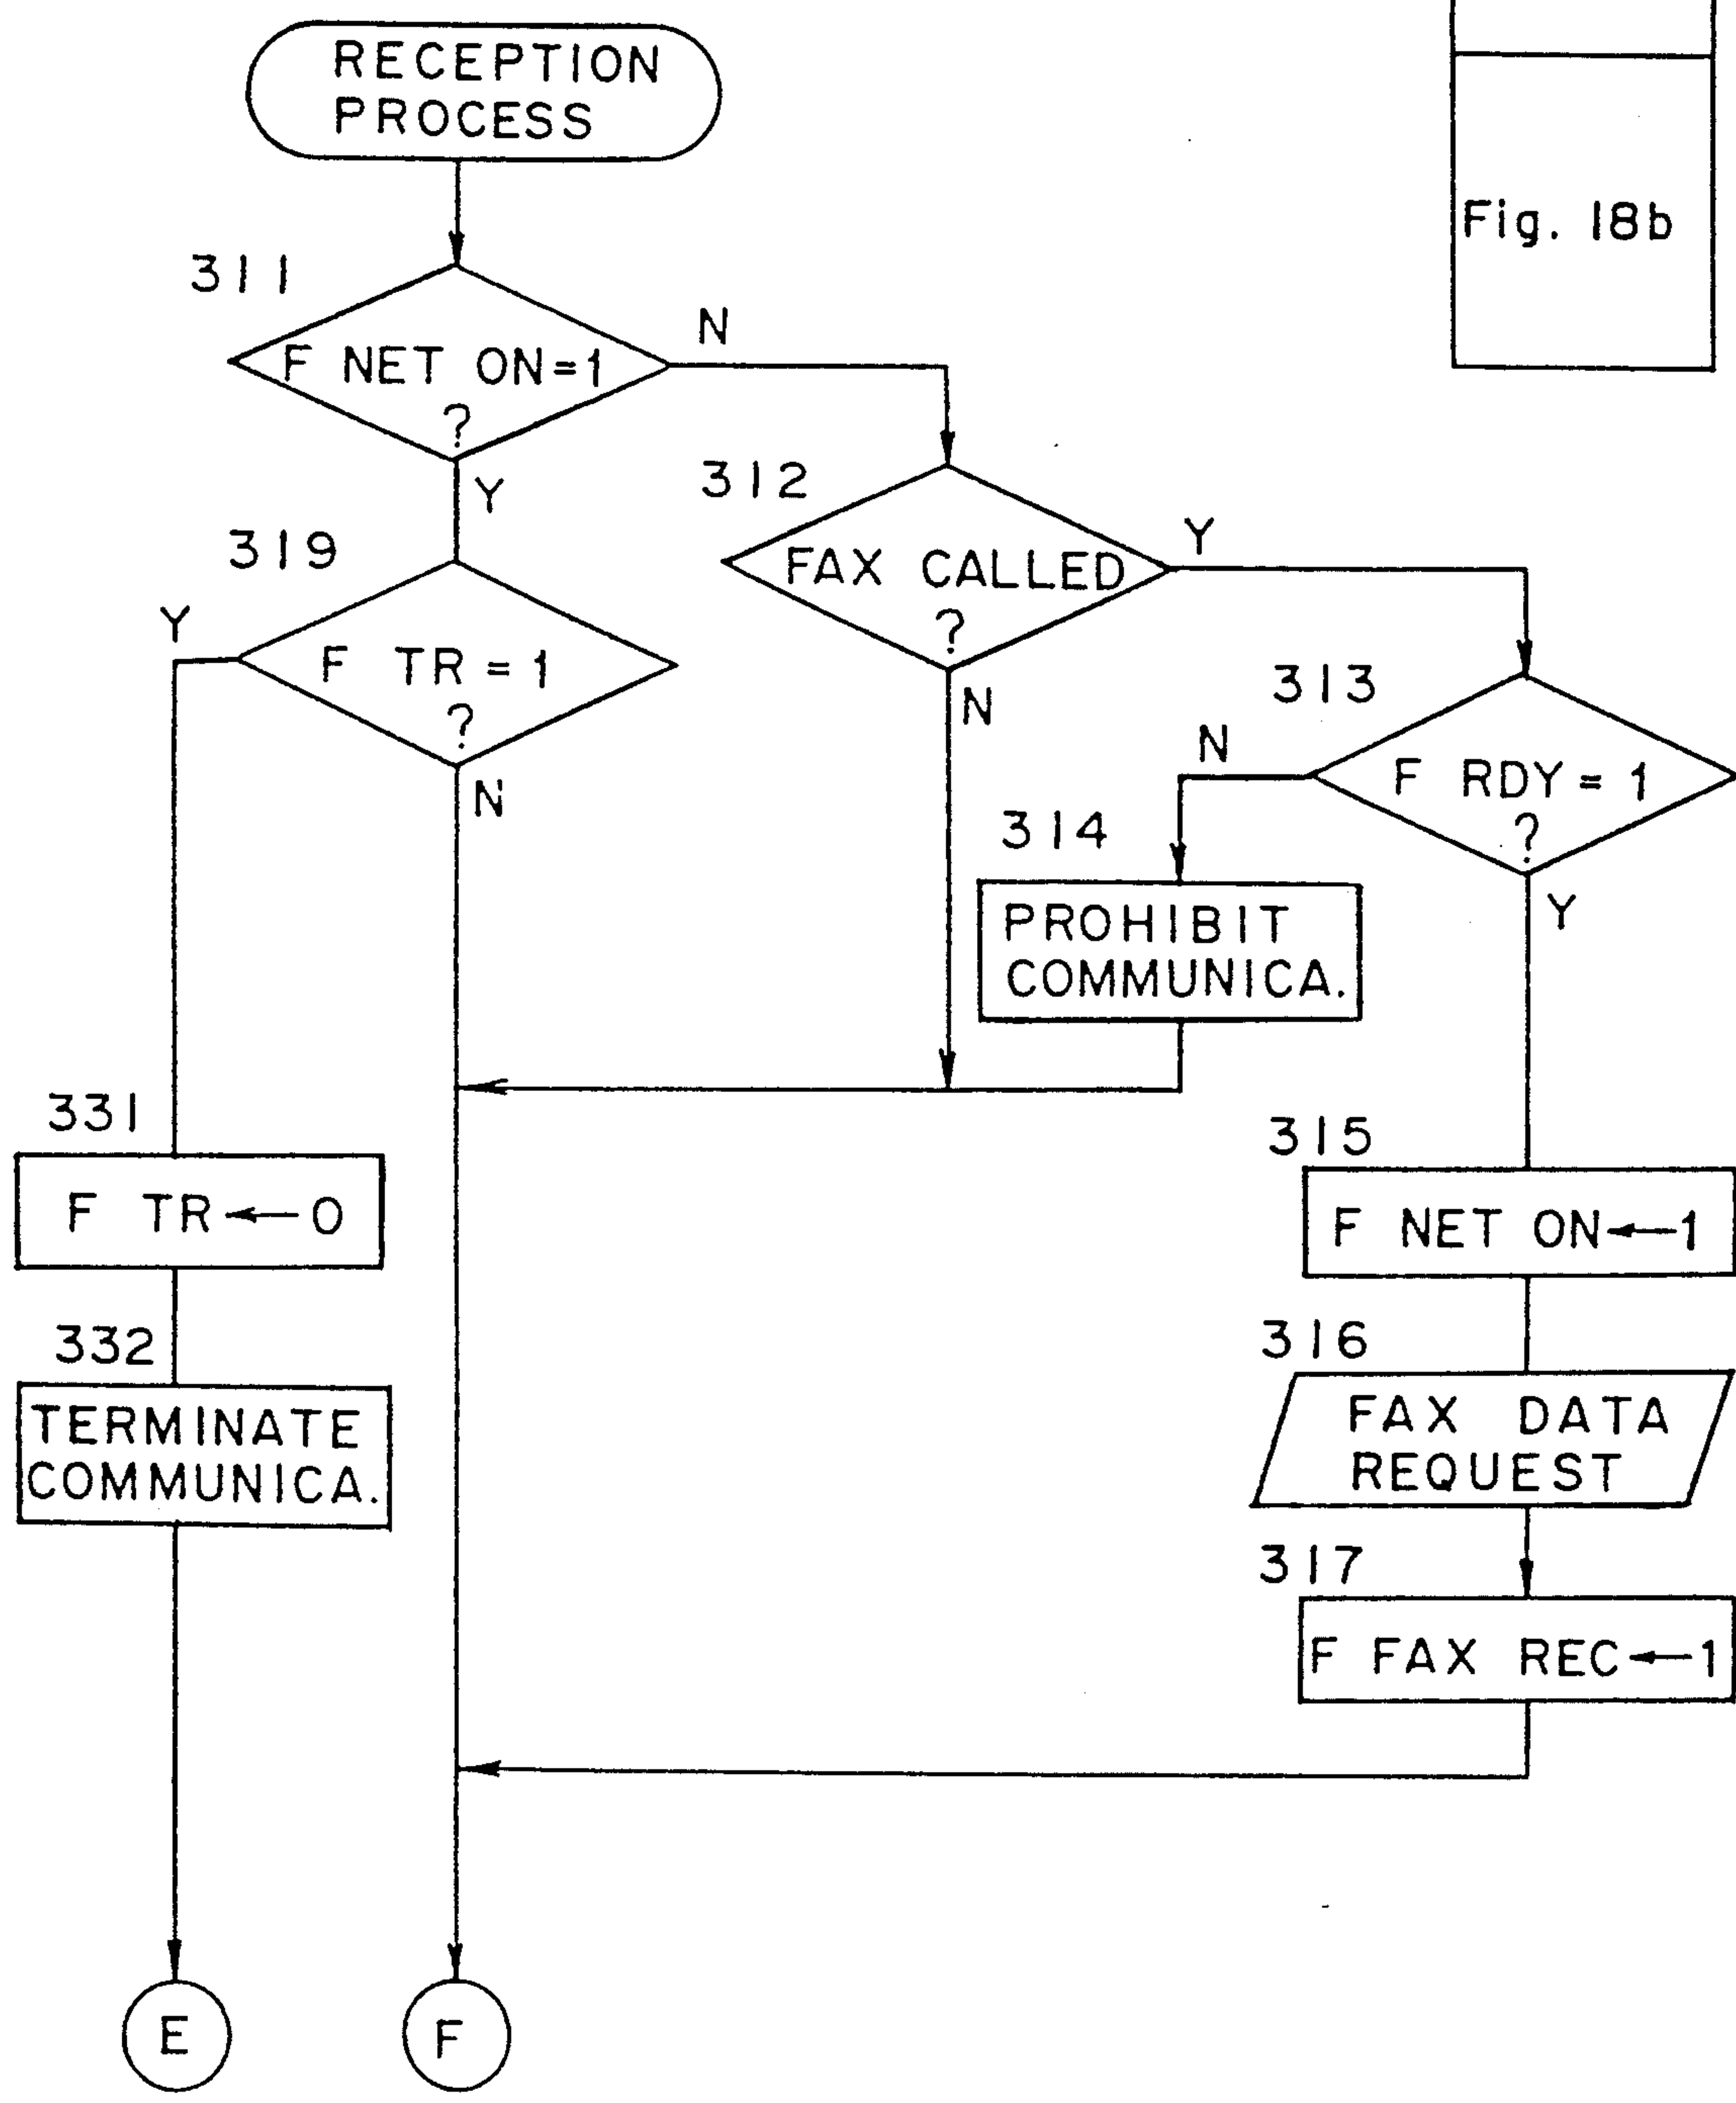 RECEPTION
PROCESS
Fig. 18b
311
F NET ON=1
?
N
Y
312
FAX CALLED
?
Y
N
319
Y
F TR = 1
?
N
313
N
F RDY = 1
?
Y
314
PROHIBIT
COMMUNICA.
331
F TR←0
315
F NET ON←1
332
TERMINATE
COMMUNICA.
316
FAX DATA
REQUEST
317
F FAX REC←1
E
F